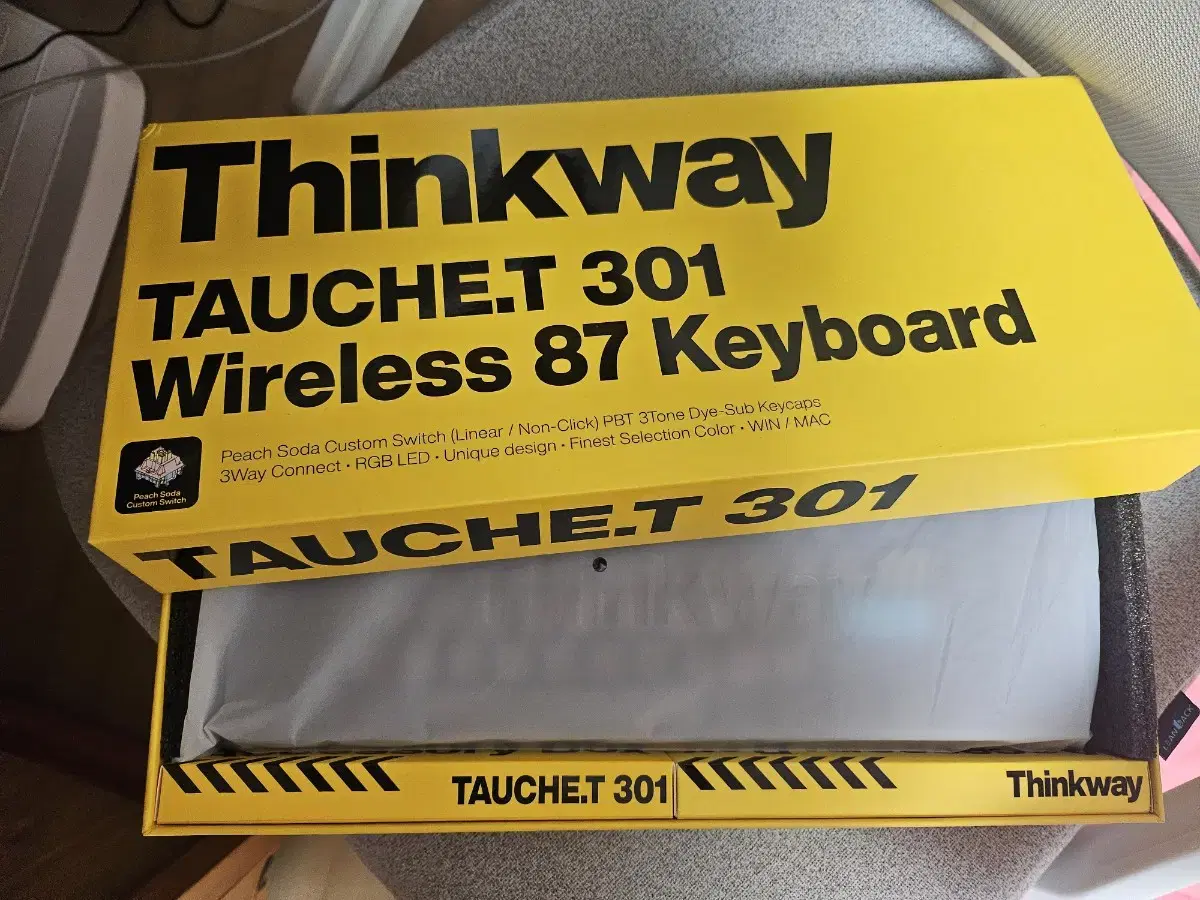 Thinkway
TAUCHE.T 301
Wireless 87 Keyboard
Peach Soda Custom Switch (Linear / Non-Click) PBT 3Tone Dye-Sub Keycaps
3Way Connect • RGB LED • Unique design • Finest Selection Color • WIN / MAC
Peach Soda
Custom Switch
TAUCHE.T 301
Thinkway
TAUCHE.T 301
Thinkway